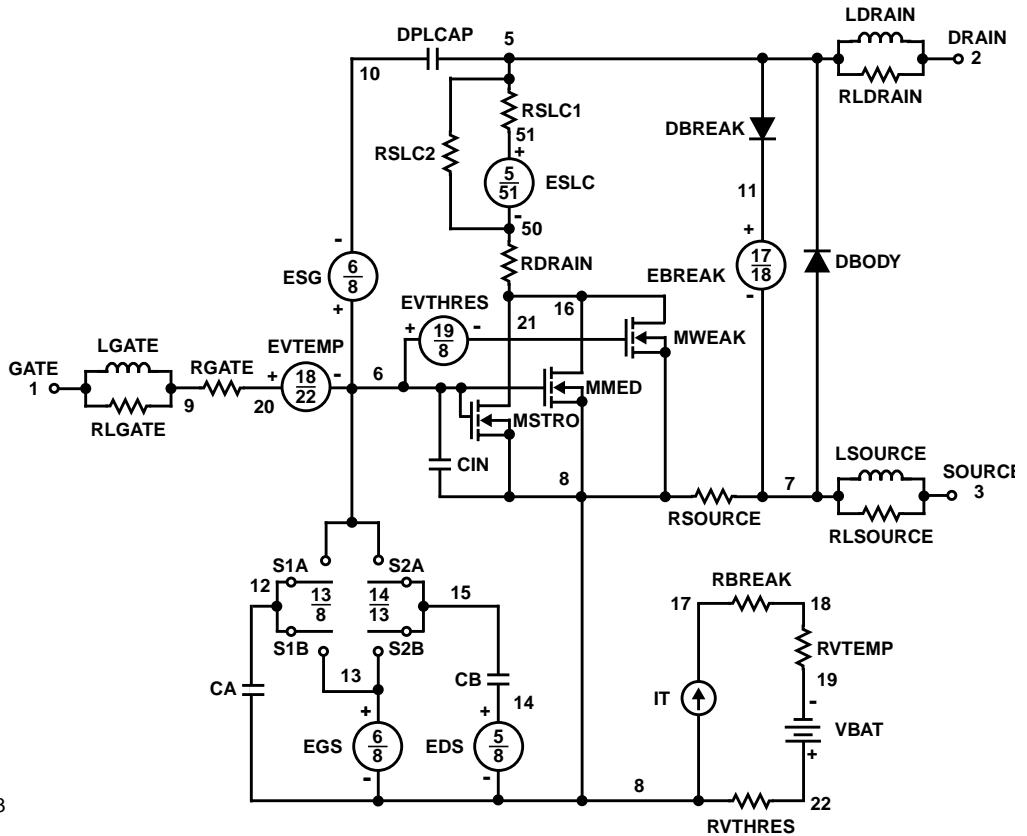 LDRAIN
DPLCAP 5 DRAIN
10 2
RSLC1 RLDRAIN
51 DBREAK
RSLC2 +
5
51
ESLC
11
-
50
- +
RDRAIN
6
8
ESG
EBREAK
17
18
DBODY
+ -
EVTHRES
16
+ 19
8
- 21
MWEAK
LGATE
EVTEMP
GATE RGATE + 18
22
- 6
MMED
1
9 20
MSTRO
RLGATE
LSOURCE
CIN 8 7 SOURCE
3
RSOURCE
RLSOURCE
S1A S2A
12 13
8
14
13
15
RBREAK
17 18
S1B S2B
RVTEMP
13
CB 19
CA
14 IT -
+ +
EGS 6
8
EDS 5
8
VBAT
- - +
8 22
RVTHRES
3